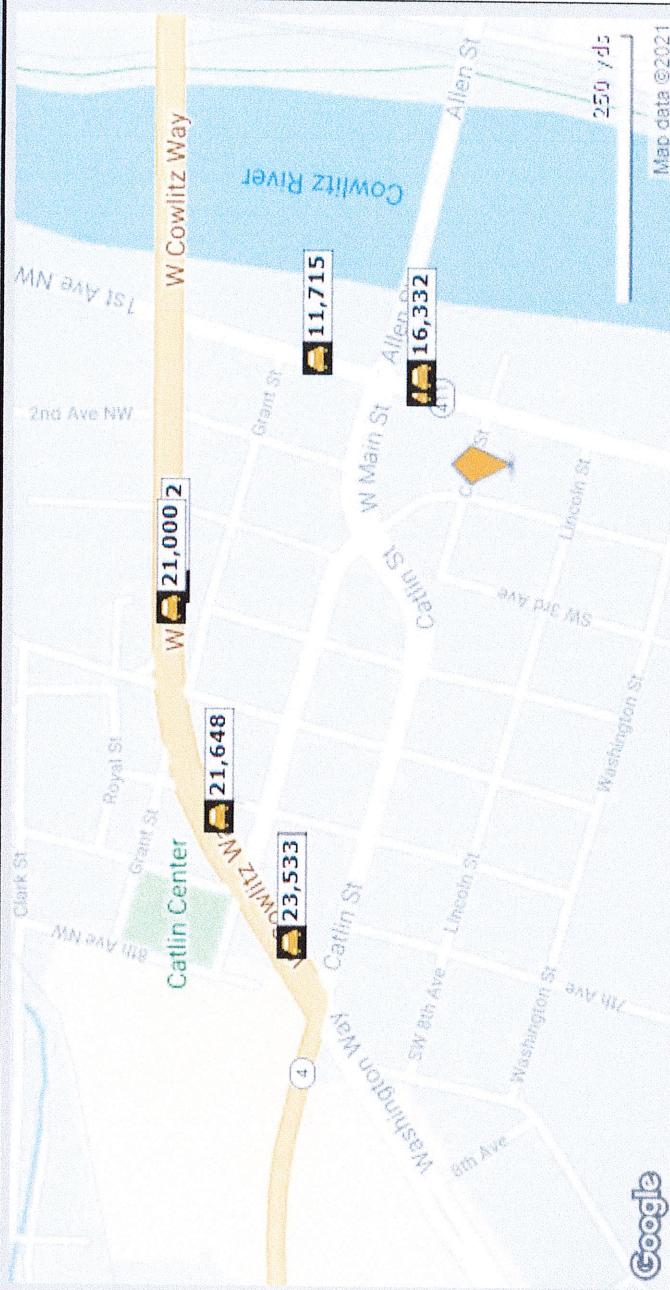 Clark St
8th Ave NW
Grant St
Royal St
Catlin Center
2nd Ave NW
1st Ave NW
W Cowlitz Way
W
21,000
2
21,648
23,533
4
Grant St
11,715
Cowlitz River
Allen St
W Main St
16,332
411
Catlin St
Catlin St
Washington Way
SW 8th Ave
Lincoln St
SW 3rd Ave
Lincoln St
St
8th Ave
Washington St
7th Ave
Washington St
250 yds
Google
Map data ©2021